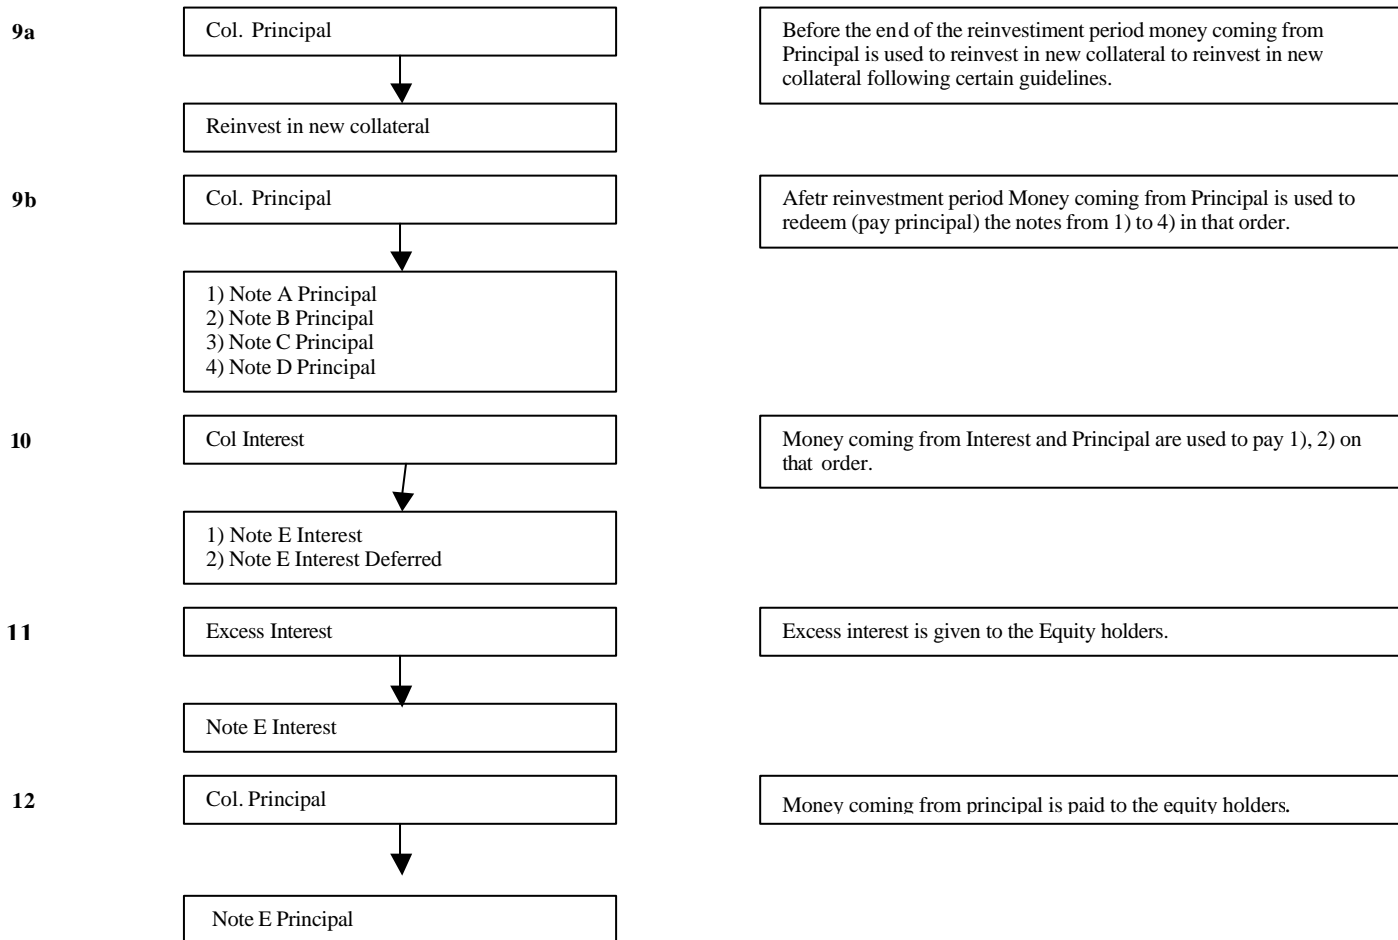 9a
Col. Principal
Before the end of the reinvestiment period money coming from
Principal is used to reinvest in new collateral to reinvest in new
collateral following certain guidelines.
Reinvest in new collateral
9b
Col. Principal
Afetr reinvestment period Money coming from Principal is used to
redeem (pay principal) the notes from 1) to 4) in that order.
1) Note A Principal
2) Note B Principal
3) Note C Principal
4) Note D Principal
10
Col Interest
Money coming from Interest and Principal are used to pay 1), 2) on
that order.
1) Note E Interest
2) Note E Interest Deferred
11
Excess Interest
Excess interest is given to the Equity holders.
Note E Interest
12
Col. Principal
Money coming from principal is paid to the equity holders.
Note E Principal